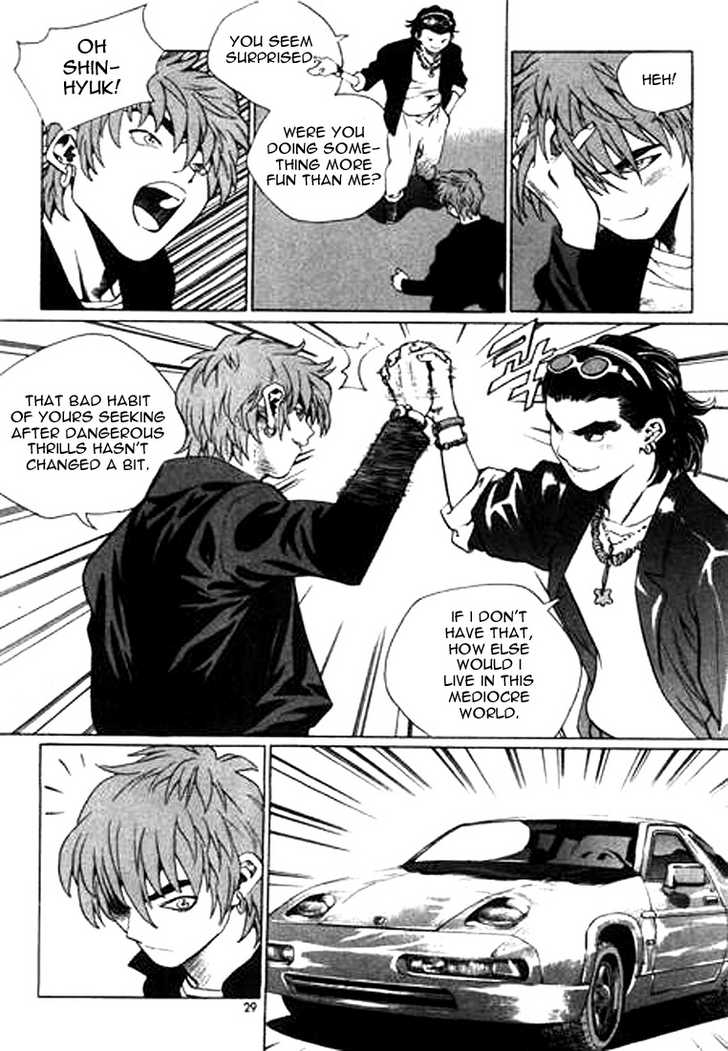 OH
SHIN-
HYUK!
YOU SEEM
SURPRISED.
WERE YOU
DOING SOME-
THING MORE
FUN THAN ME?
HEH!
THAT BAD HABIT
OF YOURS SEEKING
AFTER DANGEROUS
THRILLS HASN'T
CHANGED A BIT.
IF I DON'T
HAVE THAT,
HOW ELSE
WOULD I
LIVE IN THIS
MEDIOCRE
WORLD.
29